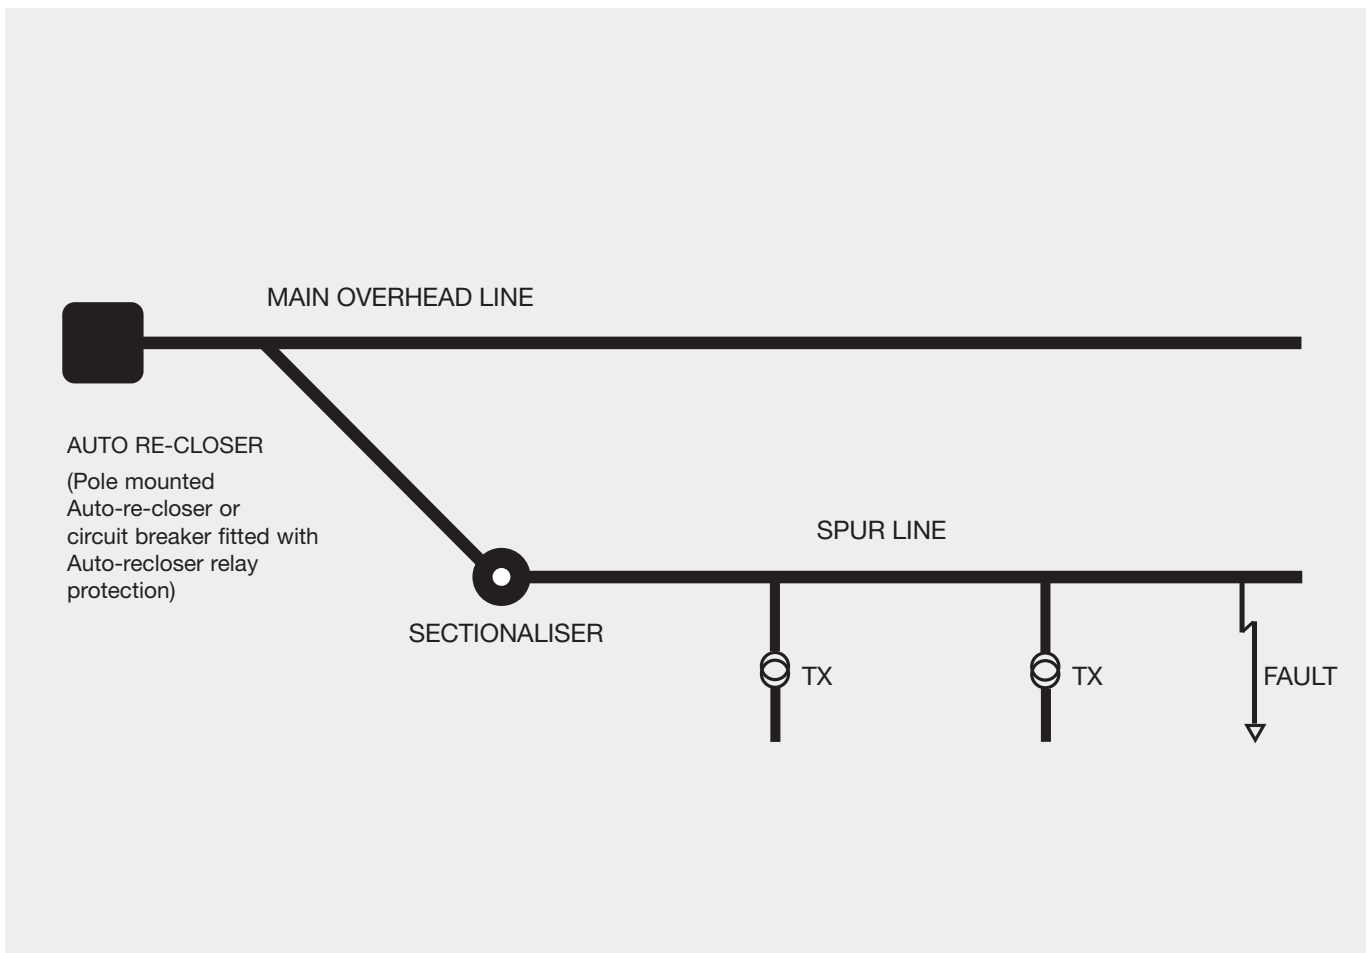 MAIN OVERHEAD LINE
AUTO RE-CLOSER
(Pole mounted
Auto-re-closer or
circuit breaker fitted with
Auto-recloser relay
protection)
SPUR LINE
SECTIONALISER
TX
TX
FAULT